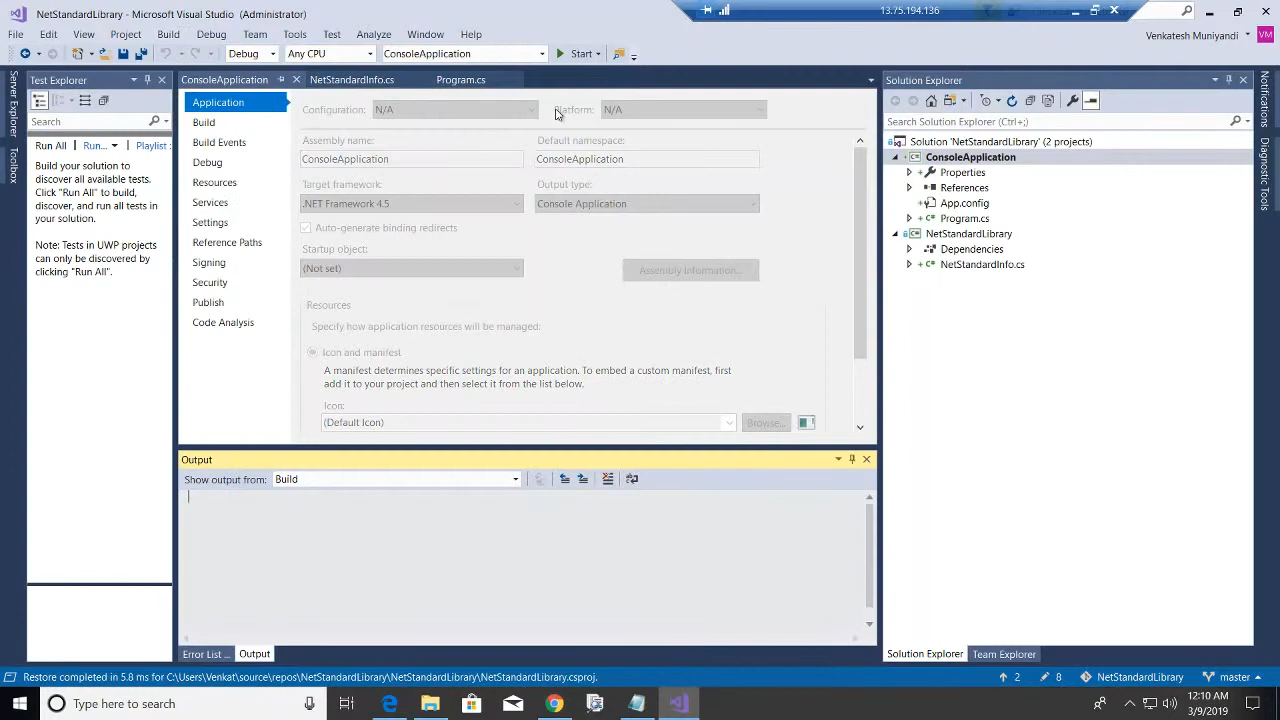 NetStandardLibrary - Microsoft Visual Studio (Administrator)
13.75.194.136
File Edit View Project Build Debug Team Tools Test Analyze Window Help
Venkatesh Muniyandi VM
Debug Any CPU ConsoleApplication Start
Server Explorer
Toolbox
Test Explorer
Search
Run All Run... Playlist :
Build your solution to
discover all available tests.
Click "Run All" to build,
discover, and run all tests in
your solution.
Note: Tests in UWP projects
can only be discovered by
clicking "Run All".
ConsoleApplication NetStandardInfo.cs Program.cs
Application
Build
Build Events
Debug
Resources
Services
Settings
Reference Paths
Signing
Security
Publish
Code Analysis
Configuration: N/A Platform: N/A
Assembly name: Default namespace:
ConsoleApplication ConsoleApplication
Target framework: Output type:
.NET Framework 4.5 Console Application
Auto-generate binding redirects
Startup object:
(Not set) Assembly Information...
Resources
Specify how application resources will be managed:
Icon and manifest
A manifest determines specific settings for an application. To embed a custom manifest, first
add it to your project and then select it from the list below.
Icon:
(Default Icon) Browse...
Output
Show output from: Build
Error List ... Output
Solution Explorer
Search Solution Explorer (Ctrl+;)
Solution 'NetStandardLibrary' (2 projects)
ConsoleApplication
Properties
References
App.config
Program.cs
NetStandardLibrary
Dependencies
NetStandardInfo.cs
Solution Explorer Team Explorer
Notifications
Diagnostic Tools
Restore completed in 5.8 ms for C:\Users\Venkat\source\repos\NetStandardLibrary\NetStandardLibrary\NetStandardLibrary.csproj.
2 8 NetStandardLibrary master
Type here to search
12:10 AM
3/9/2019